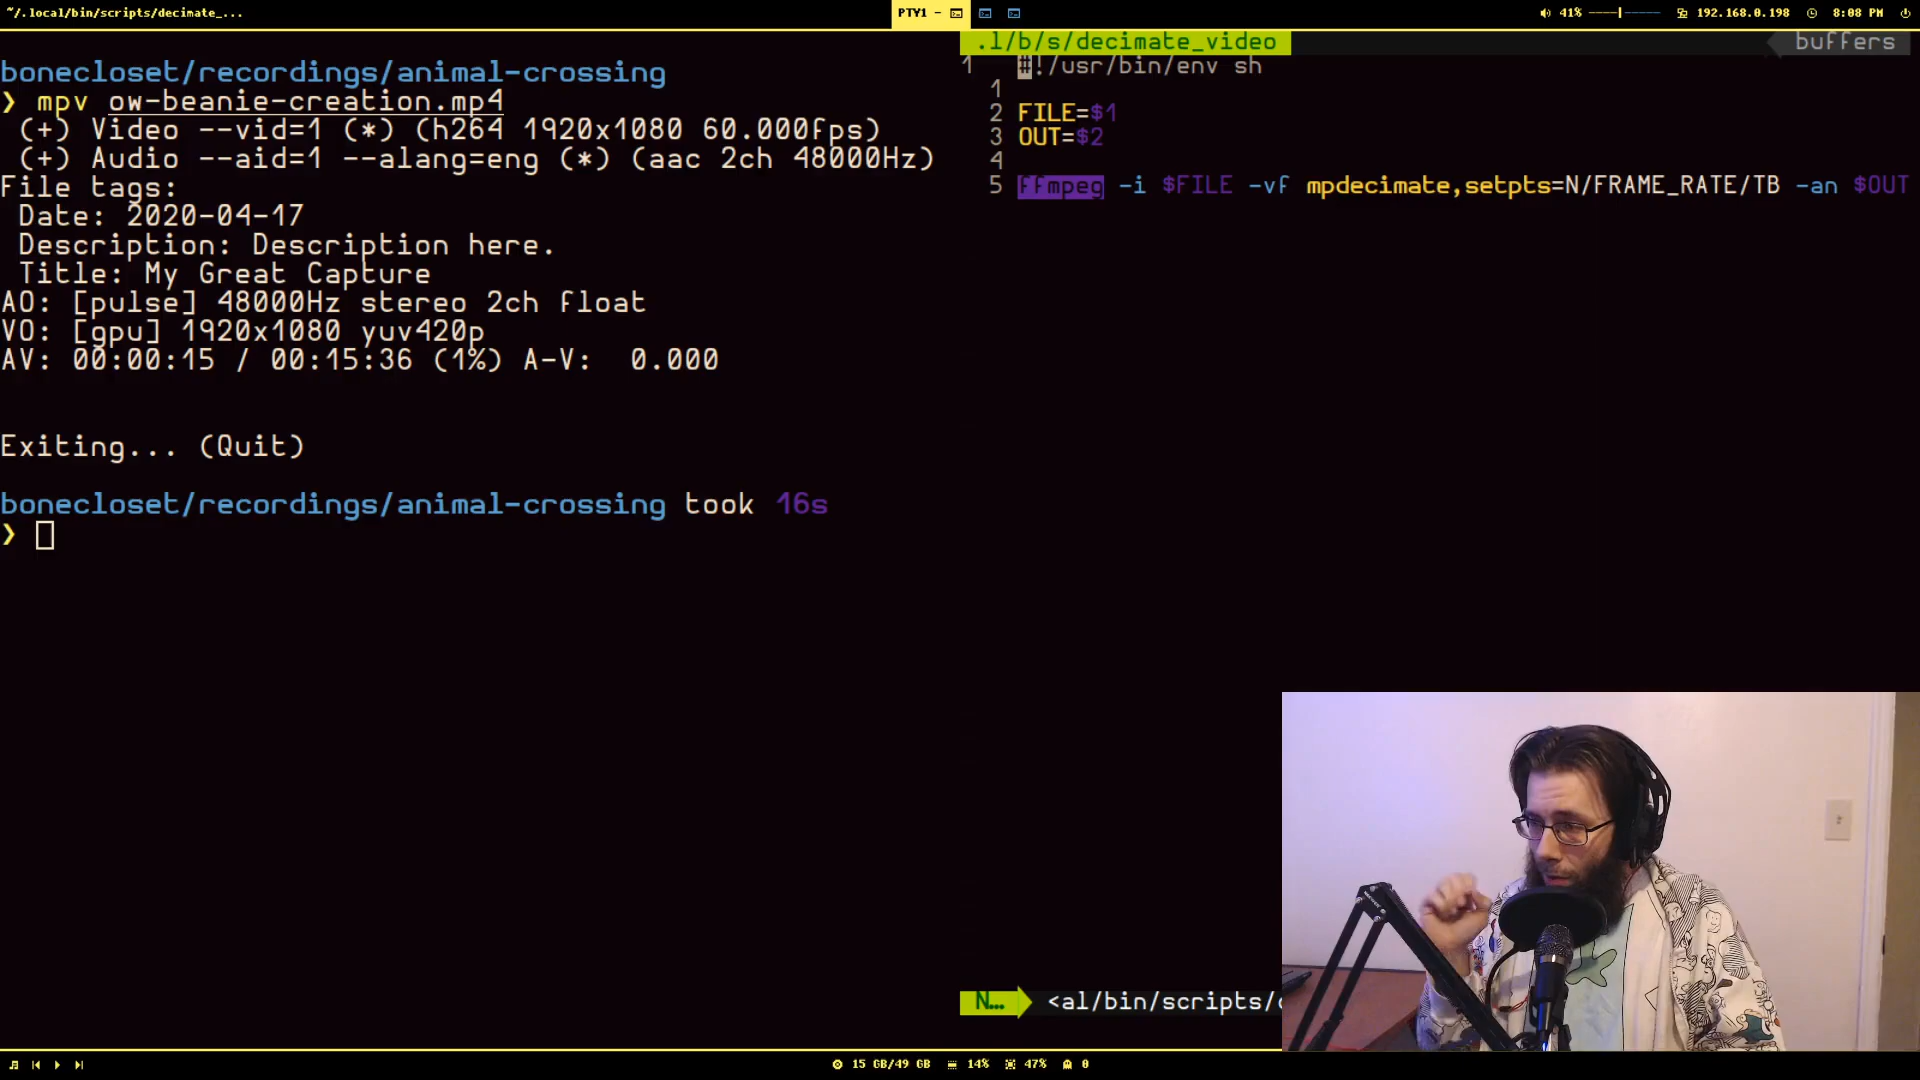 ~/.local/bin/scripts/decimate_...
PTY1 -
41%
192.168.0.198
8:08 PM
bonecloset/recordings/animal-crossing
❯ mpv ow-beanie-creation.mp4
(+) Video --vid=1 (*) (h264 1920x1080 60.000fps)
(+) Audio --aid=1 --alang=eng (*) (aac 2ch 48000Hz)
File tags:
Date: 2020-04-17
Description: Description here.
Title: My Great Capture
AO: [pulse] 48000Hz stereo 2ch float
VO: [gpu] 1920x1080 yuv420p
AV: 00:00:15 / 00:15:36 (1%) A-V: 0.000
Exiting... (Quit)
bonecloset/recordings/animal-crossing took 16s
❯
.l/b/s/decimate_video
buffers
1 #!/usr/bin/env sh
1
2 FILE=$1
3 OUT=$2
4
5 ffmpeg -i $FILE -vf mpdecimate,setpts=N/FRAME_RATE/TB -an $OUT
N... <al/bin/scripts/
15 GB/49 GB
14%
47%
0